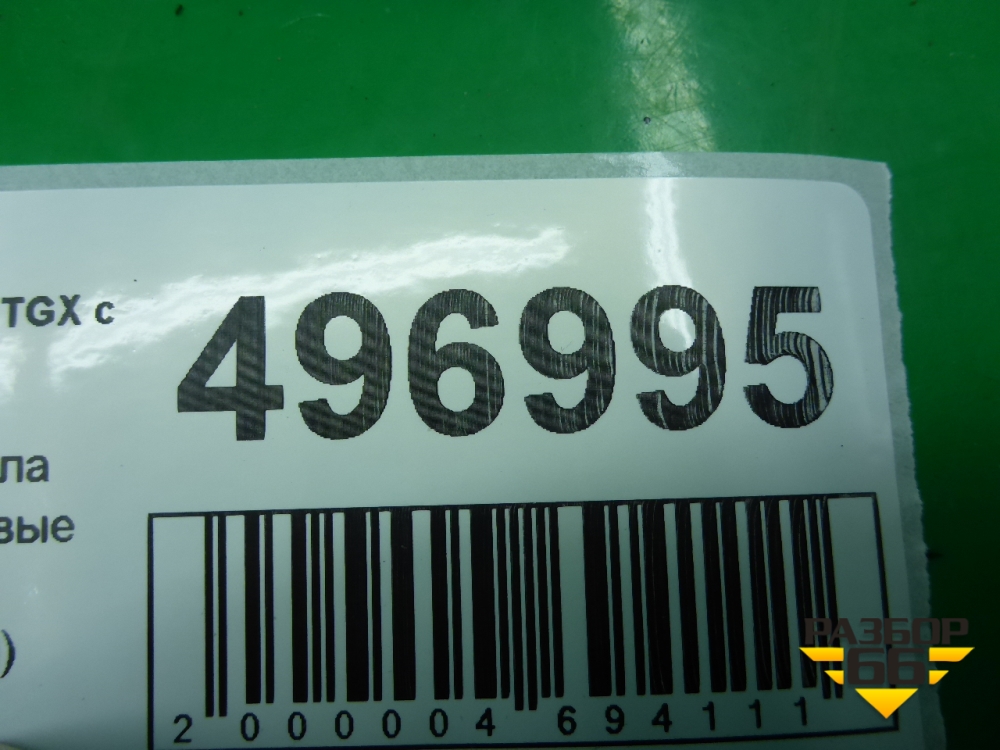 TGX с
496995
ла
вые
)
2 000004 694111
РАЗБОР
66